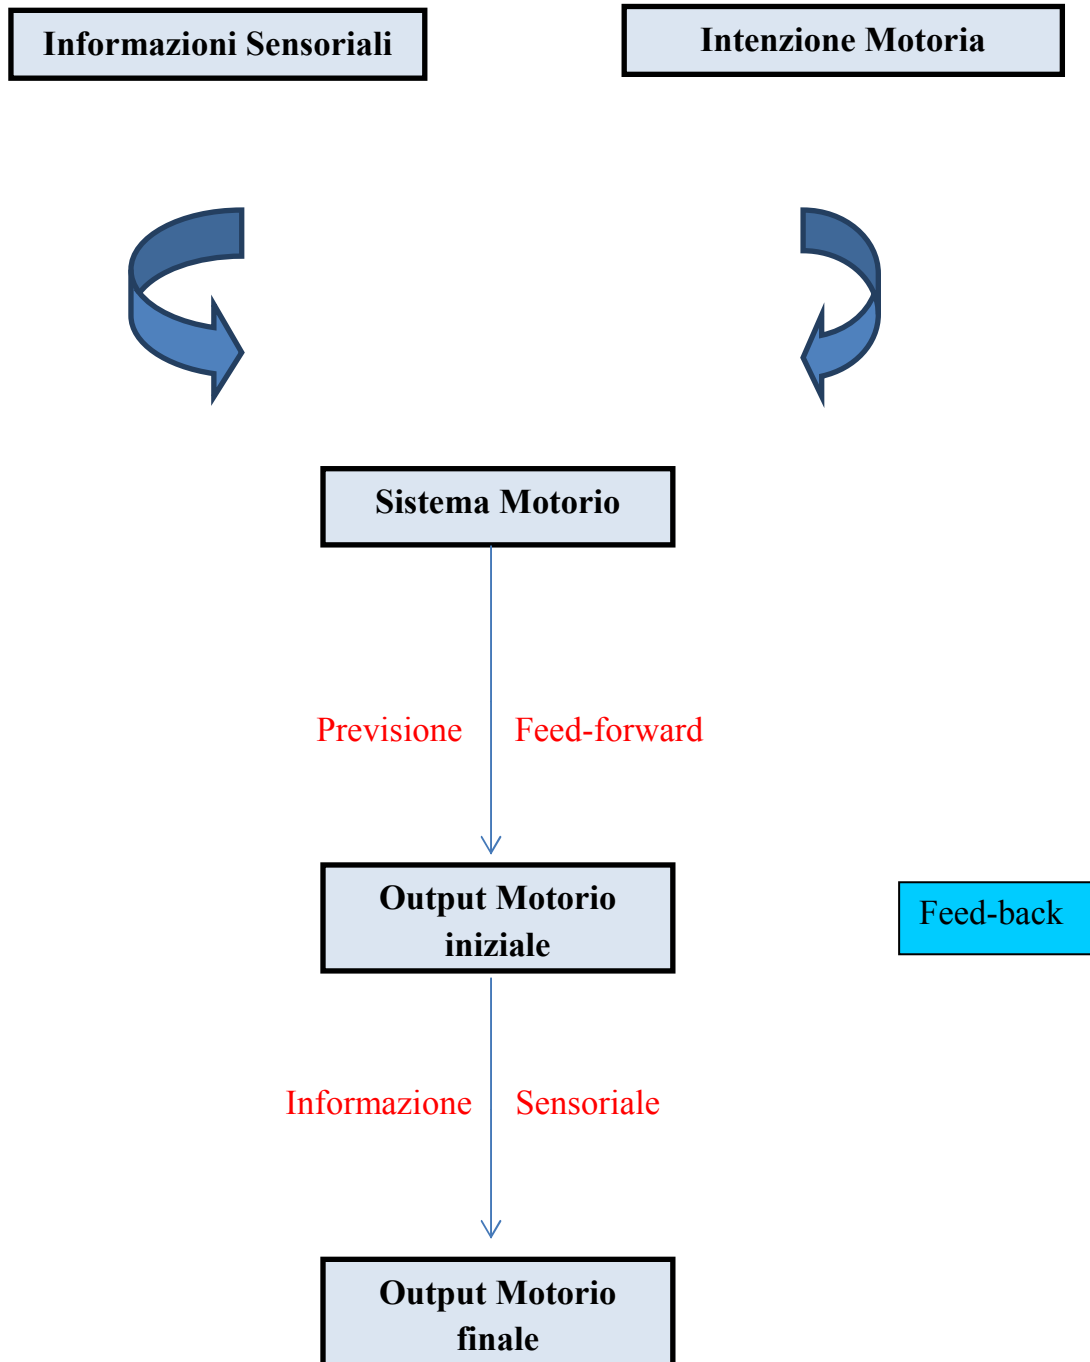 Informazioni Sensoriali
Intenzione Motoria
Sistema Motorio
Previsione Feed-forward
Output Motorio
iniziale
Feed-back
Informazione Sensoriale
Output Motorio
finale